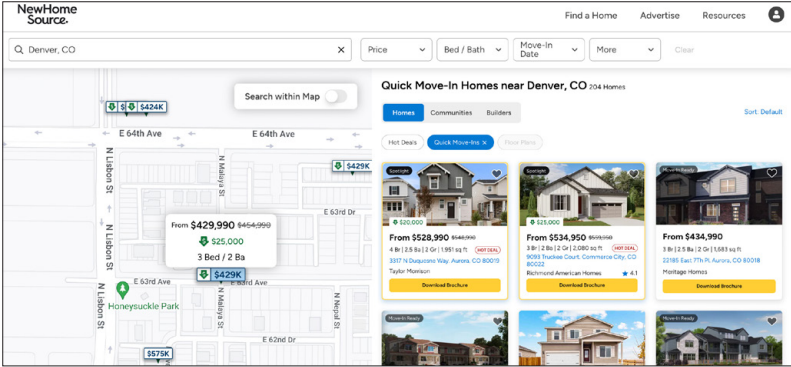 NewHome
Source.
Find a Home
Advertise
Resources
Denver, CO
Price
Bed / Bath
Move-In
Date
More
Clear
Search within Map
$424K
E 64th Ave
E 64th Ave
N Lisbon St
N Malaya St
$429K
E 63rd Dr
From $429,990 $454,990
$25,000
3 Bed / 2 Ba
$429K
N Lisbon St
E 63rd Ave
E 63rd Ave
Honeysuckle Park
N Lisbon St
N Malaya St
N Nepal St
E 62nd Dr
$575K
Quick Move-In Homes near Denver, CO 204 Homes
Homes
Communities
Builders
Sort: Default
Hot Deals
Quick Move-Ins ×
Floor Plans
Spotlight
$20,000
From $528,990 $548,990
4 Br | 2.5 Ba | 2 Gr | 1,951 sq ft HOT DEAL
3317 N Duquesne Way, Aurora, CO 80019
Taylor Morrison
Download Brochure
Spotlight
$25,000
From $534,950 $559,950
3 Br | 2 Ba | 2 Gr | 2,080 sq ft HOT DEAL
9093 Truckee Court, Commerce City, CO
80022
Richmond American Homes ★ 4.1
Download Brochure
Move-In Ready
From $434,990
3 Br | 2.5 Ba | 2 Gr | 1,583 sq ft
22185 East 7Th Pl, Aurora, CO 80018
Meritage Homes
Download Brochure
Move-In Ready
Move-In Ready